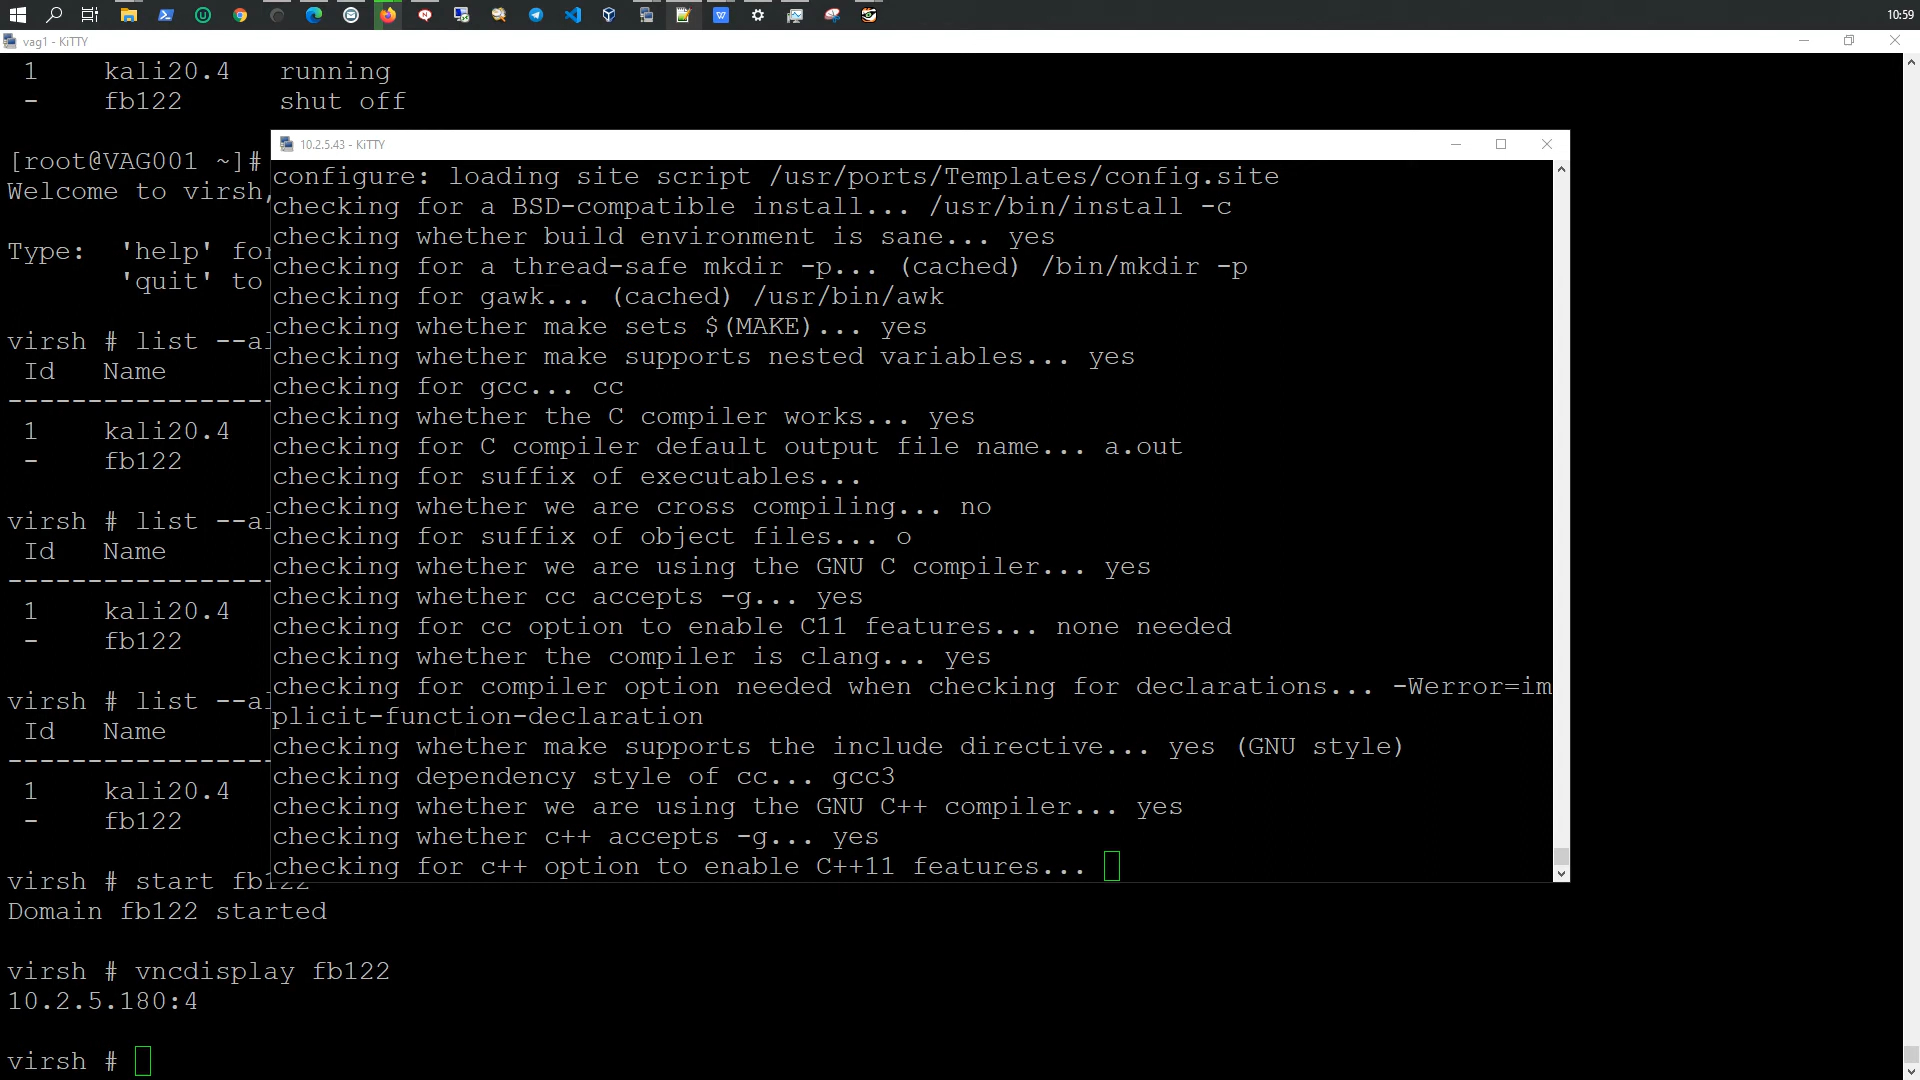 10:59
vag1 - KiTTY
1 kali20.4 running
- fb122 shut off
[root@VAG001 ~]#
Welcome to virsh,
Type: 'help' for
'quit' to
virsh # list --al
Id Name
-----------------
1 kali20.4
- fb122
virsh # list --al
Id Name
-----------------
1 kali20.4
- fb122
virsh # list --al
Id Name
-----------------
1 kali20.4
- fb122
virsh # start fb122
Domain fb122 started
virsh # vncdisplay fb122
10.2.5.180:4
virsh #
10.2.5.43 - KiTTY
configure: loading site script /usr/ports/Templates/config.site
checking for a BSD-compatible install... /usr/bin/install -c
checking whether build environment is sane... yes
checking for a thread-safe mkdir -p... (cached) /bin/mkdir -p
checking for gawk... (cached) /usr/bin/awk
checking whether make sets $(MAKE)... yes
checking whether make supports nested variables... yes
checking for gcc... cc
checking whether the C compiler works... yes
checking for C compiler default output file name... a.out
checking for suffix of executables...
checking whether we are cross compiling... no
checking for suffix of object files... o
checking whether we are using the GNU C compiler... yes
checking whether cc accepts -g... yes
checking for cc option to enable C11 features... none needed
checking whether the compiler is clang... yes
checking for compiler option needed when checking for declarations... -Werror=im
plicit-function-declaration
checking whether make supports the include directive... yes (GNU style)
checking dependency style of cc... gcc3
checking whether we are using the GNU C++ compiler... yes
checking whether c++ accepts -g... yes
checking for c++ option to enable C++11 features...